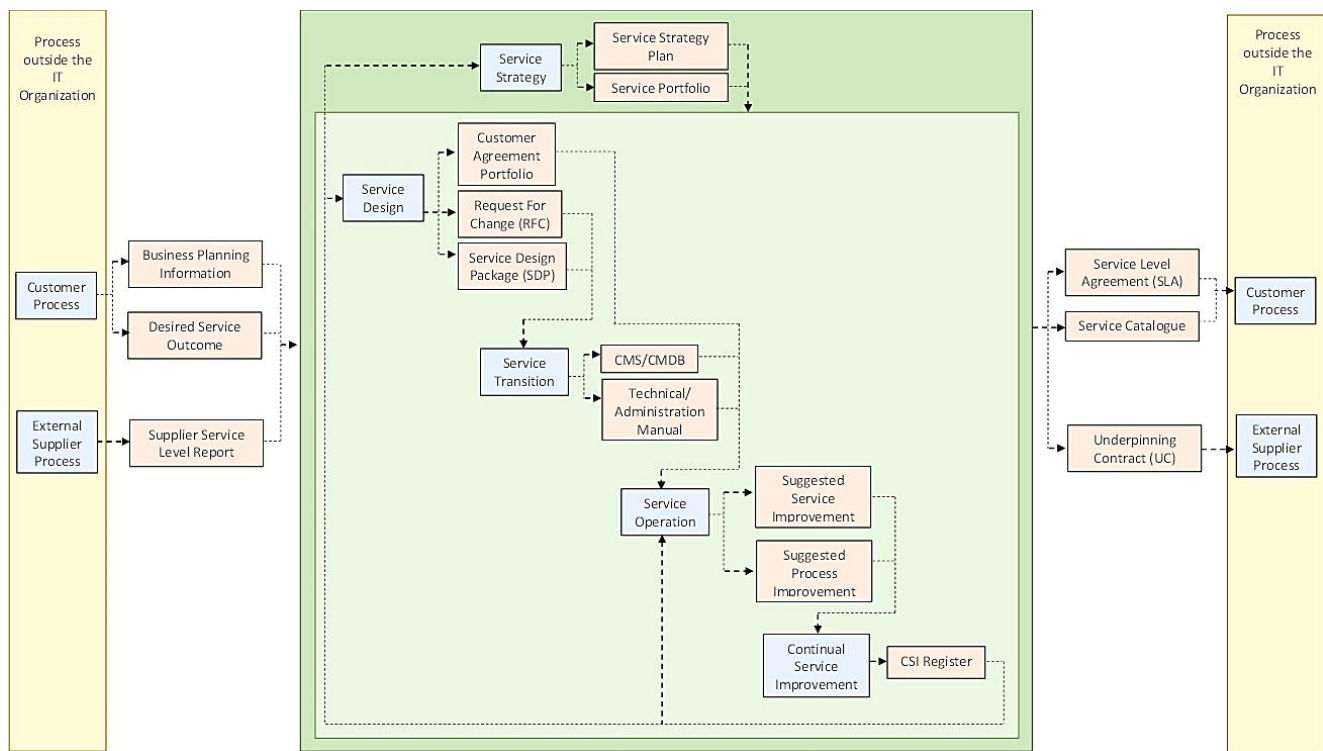 Process
outside the
IT
Organization
Customer
Process
External
Supplier
Process
Business Planning
Information
Desired Service
Outcome
Supplier Service
Level Report
Service
Strategy
Service Strategy
Plan
Service Portfolio
Service
Design
Customer
Agreement
Portfolio
Request For
Change (RFC)
Service Design
Package (SDP)
Service
Transition
CMS/CMDB
Technical/
Administration
Manual
Service
Operation
Suggested
Service
Improvement
Suggested
Process
Improvement
Continual
Service
Improvement
CSI Register
Service Level
Agreement (SLA)
Service Catalogue
Underpinning
Contract (UC)
Process
outside the
IT
Organization
Customer
Process
External
Supplier
Process